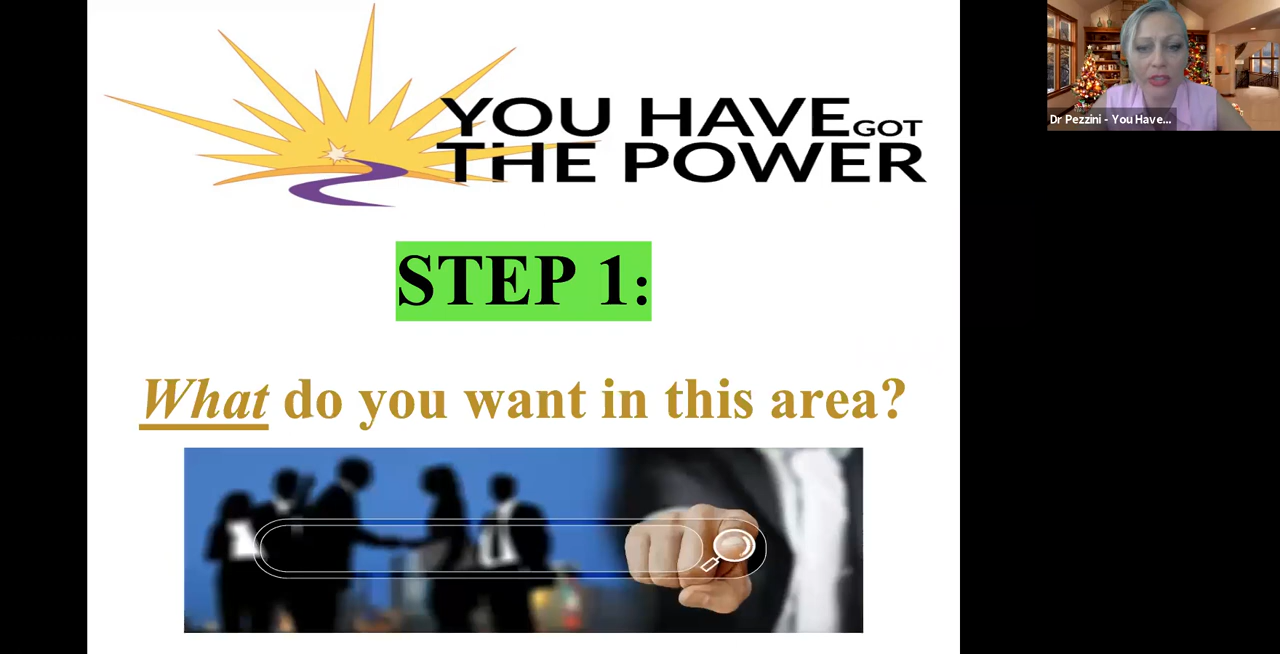 YOU HAVE GOT
THE POWER
STEP 1:
What do you want in this area?
Dr Pezzini - You Have...